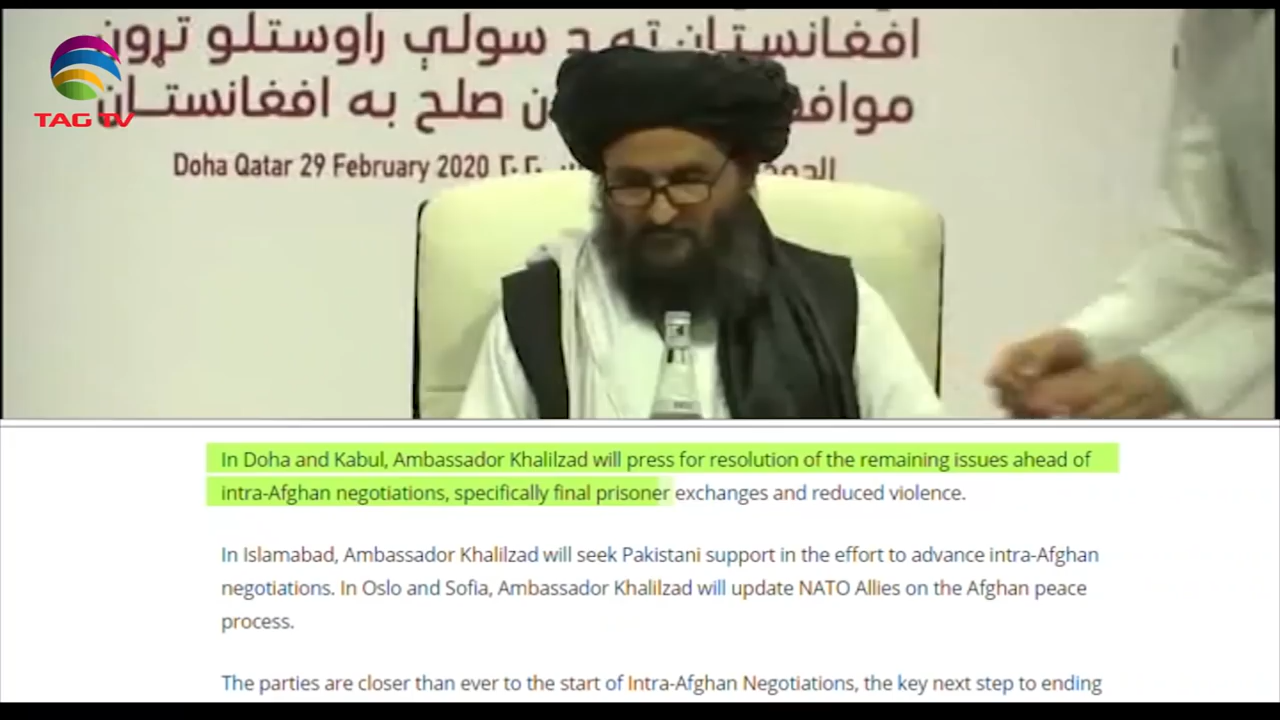 افغانستان ته د سولې راوستلو تړون
ن صلح به افغانستان
TAG TV
Doha Qatar 29 February 2020
In Doha and Kabul, Ambassador Khalilzad will press for resolution of the remaining issues ahead of
intra-Afghan negotiations, specifically final prisoner exchanges and reduced violence.
In Islamabad, Ambassador Khalilzad will seek Pakistani support in the effort to advance intra-Afghan
negotiations. In Oslo and Sofia, Ambassador Khalilzad will update NATO Allies on the Afghan peace
process.
The parties are closer than ever to the start of Intra-Afghan Negotiations, the key next step to ending